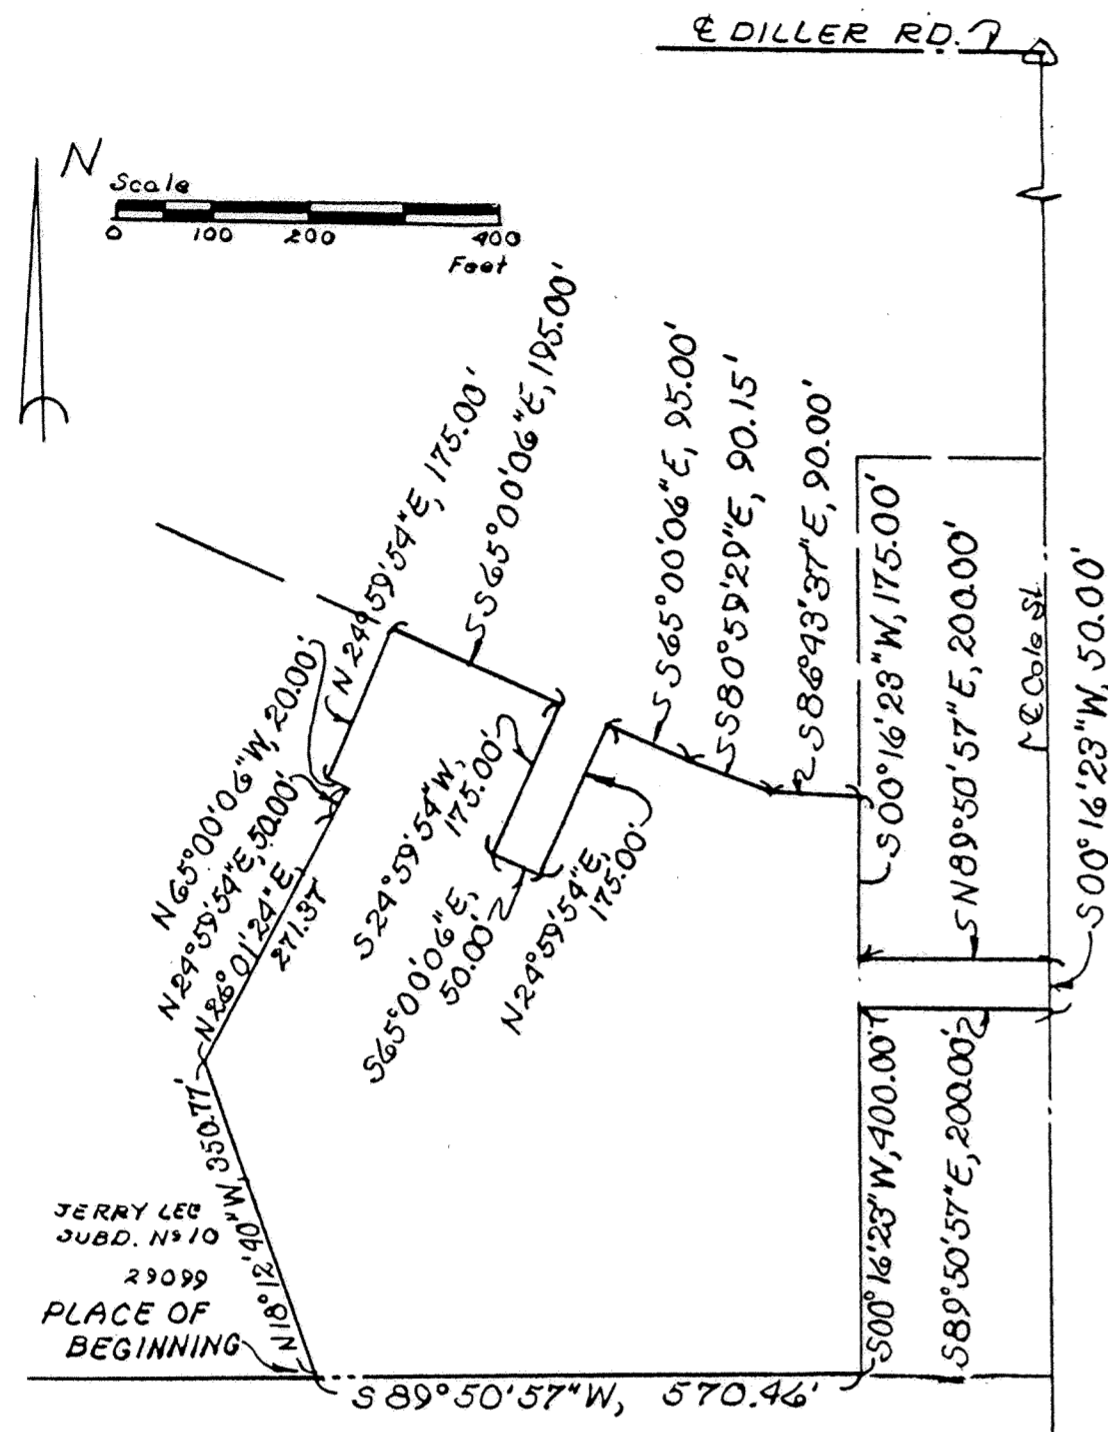 ℄ DILLER RD.
N
Scale
0 100 200 400
Feet
N 24°59'54"E, 175.00'
S65°00'06"E, 195.00'
S65°00'06"E, 95.00'
S80°59'29"E, 90.15'
S86°43'37"E, 90.00'
S00°16'23"W, 175.00'
N89°50'57"E, 200.00'
℄ Cole St.
S00°16'23"W, 50.00'
N65°00'06"W, 20.00'
N24°59'54"E, 50.00'
N26°01'24"E,
271.37'
S24°59'54"W,
175.00'
S65°00'06"E,
50.00'
N24°59'54"E,
175.00'
S00°16'23"W, 400.00'
S89°50'57"E, 200.00'
N18°12'40"W, 350.77'
JERRY LEE
SUBD. Nº 10
29099
PLACE OF
BEGINNING
S 89°50'57"W, 570.46'